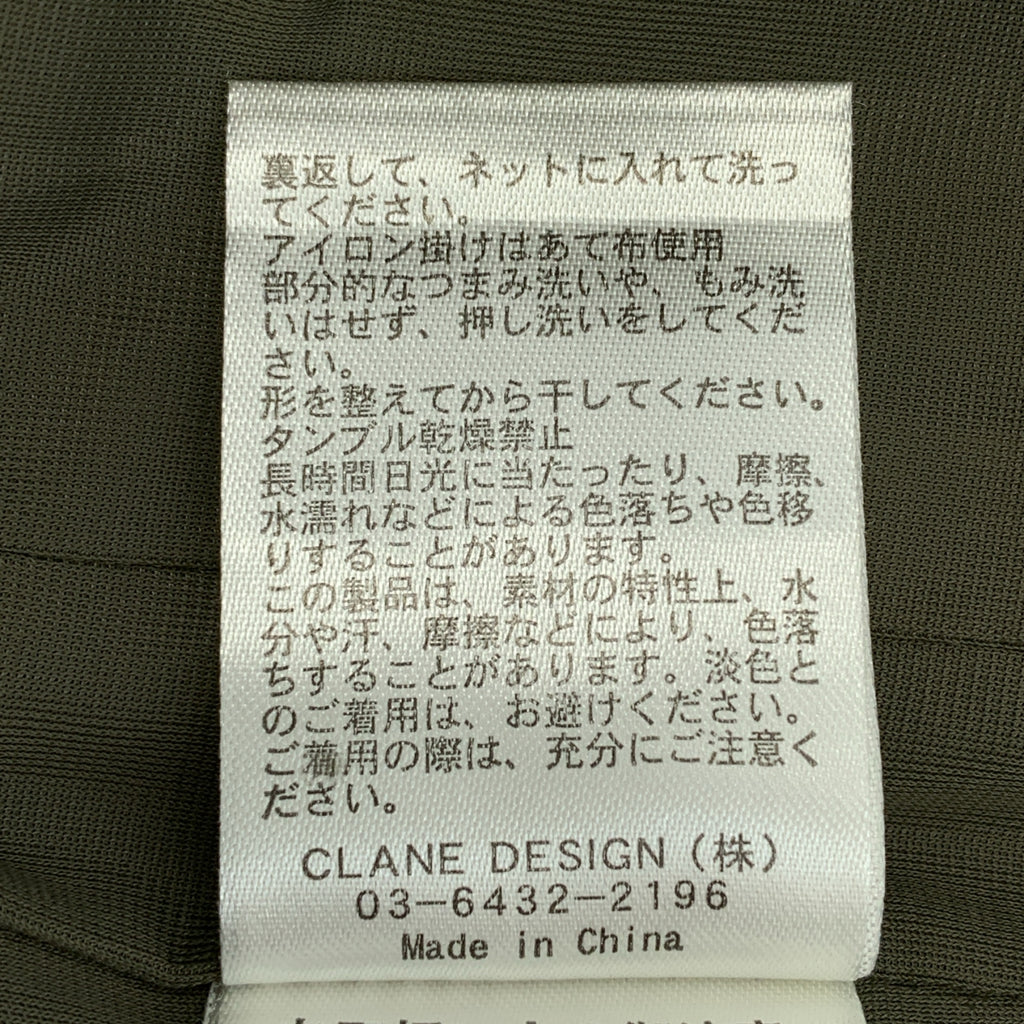 裏返して、ネットに入れて洗っ
てください。
アイロン掛けはあて布使用
部分的なつまみ洗いや、もみ洗
いはせず、押し洗いをしてくだ
さい。
形を整えてから干してください。
タンブル乾燥禁止
長時間日光に当たったり、摩擦、
水濡れなどによる色落ちや色移
りすることがあります。
この製品は、素材の特性上、水
分や汗、摩擦などにより、色落
ちすることがあります。淡色と
のご着用は、お避けください。
ご着用の際は、充分にご注意く
ださい。
CLANE DESIGN（株）
03-6432-2196
Made in China